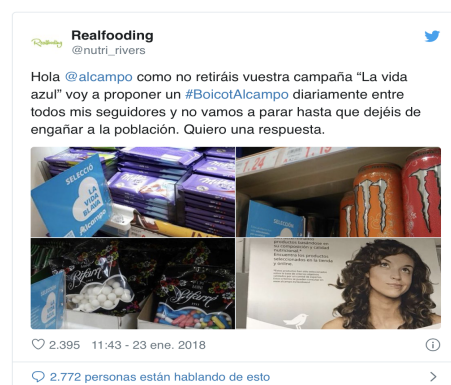 Realfooding
Realfooding
@nutri_rivers
Hola @alcampo como no retiráis vuestra campaña “La vida
azul” voy a proponer un #BoicotAlcampo diariamente entre
todos mis seguidores y no vamos a parar hasta que dejéis de
engañar a la población. Quiero una respuesta.
SELECCIÓ
LA
VIDA
BLAVA
Alcampo
2.395 11:43 - 23 ene. 2018
2.772 personas están hablando de esto